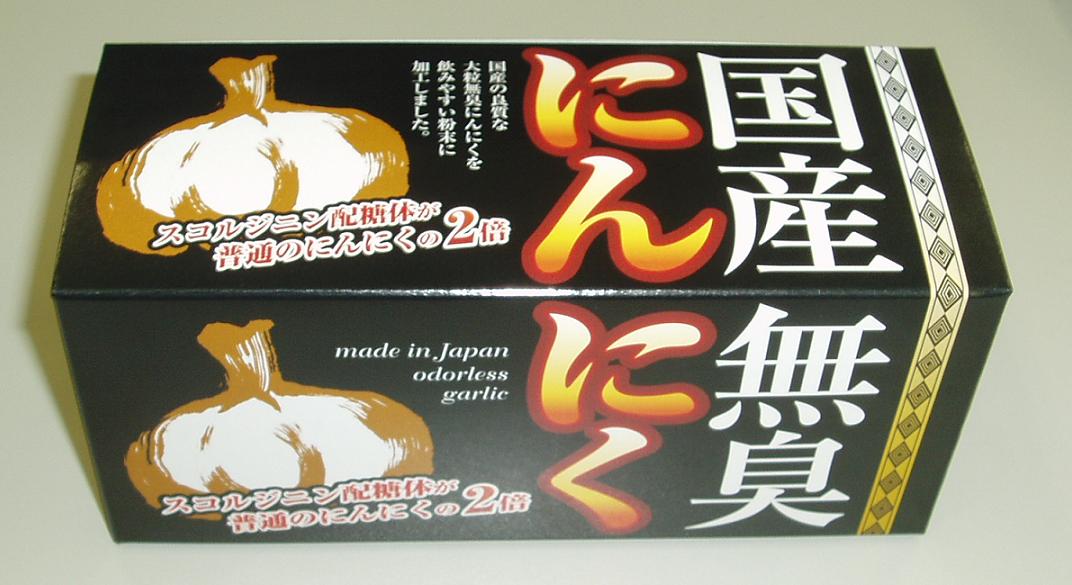 国産
無臭
にん
にく
国産の良質な
大粒無臭にんにくを
飲みやすい粉末に
加工しました。
スコルジニン配糖体が
普通のにんにくの2倍
made in Japan
odorless
garlic
スコルジニン配糖体が
普通のにんにくの2倍